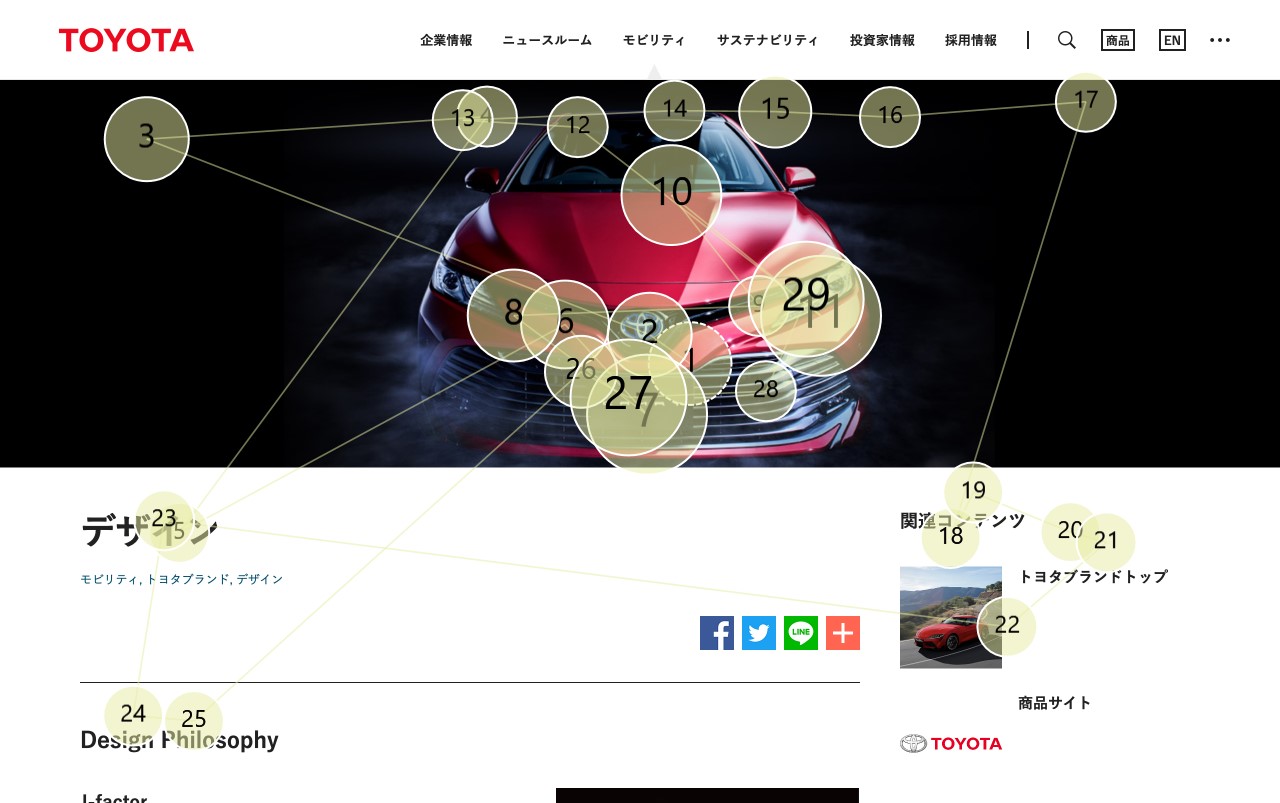 TOYOTA
企業情報 ニュースルーム モビリティ サステナビリティ 投資家情報 採用情報 商品 EN
3 13 4 12 14 15 16 17
10
8 6 2 1 9 29 11
26 27 7 28
デザイン
23 5
モビリティ, トヨタブランド, デザイン
LINE
19
関連コンテンツ
18 20 21
トヨタブランドトップ
22
商品サイト
TOYOTA
24 25
Design Philosophy
J-factor